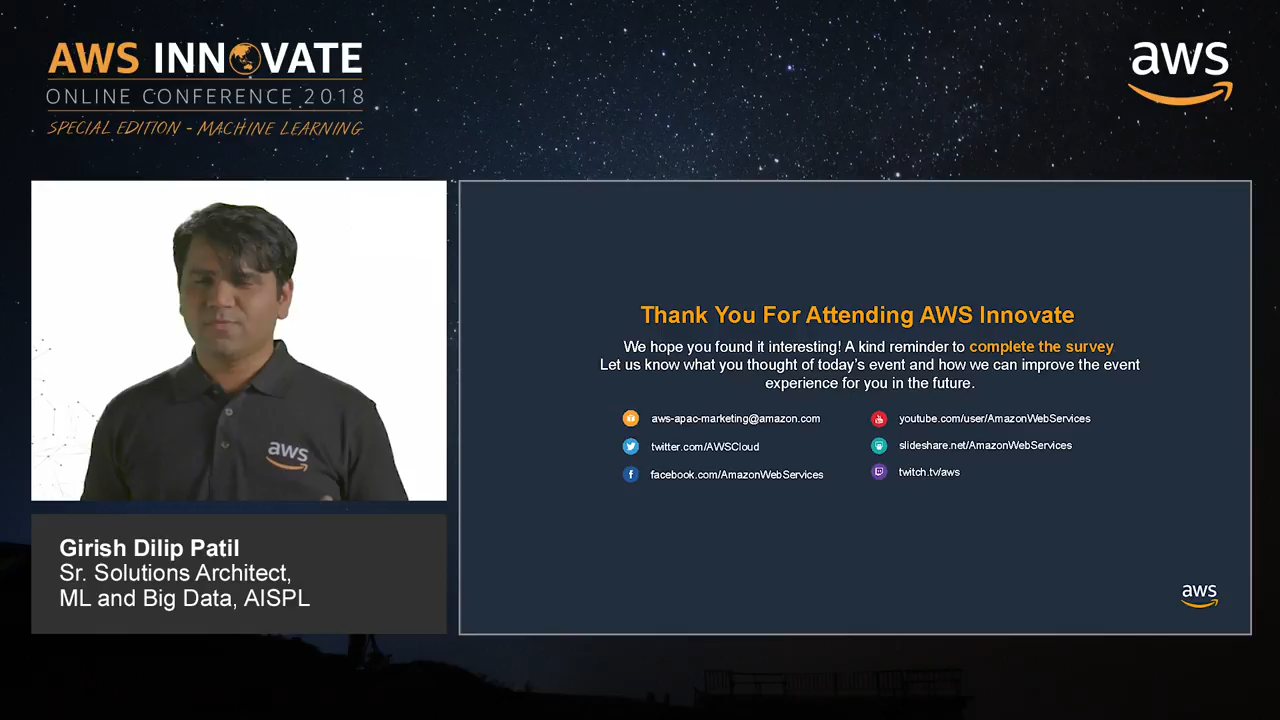 AWS INNOVATE
ONLINE CONFERENCE 2018
SPECIAL EDITION - MACHINE LEARNING
aws
aws
Girish Dilip Patil
Sr. Solutions Architect,
ML and Big Data, AISPL
Thank You For Attending AWS Innovate
We hope you found it interesting! A kind reminder to complete the survey.
Let us know what you thought of today's event and how we can improve the event
experience for you in the future.
aws-apac-marketing@amazon.com
twitter.com/AWSCloud
facebook.com/AmazonWebServices
youtube.com/user/AmazonWebServices
slideshare.net/AmazonWebServices
twitch.tv/aws
aws